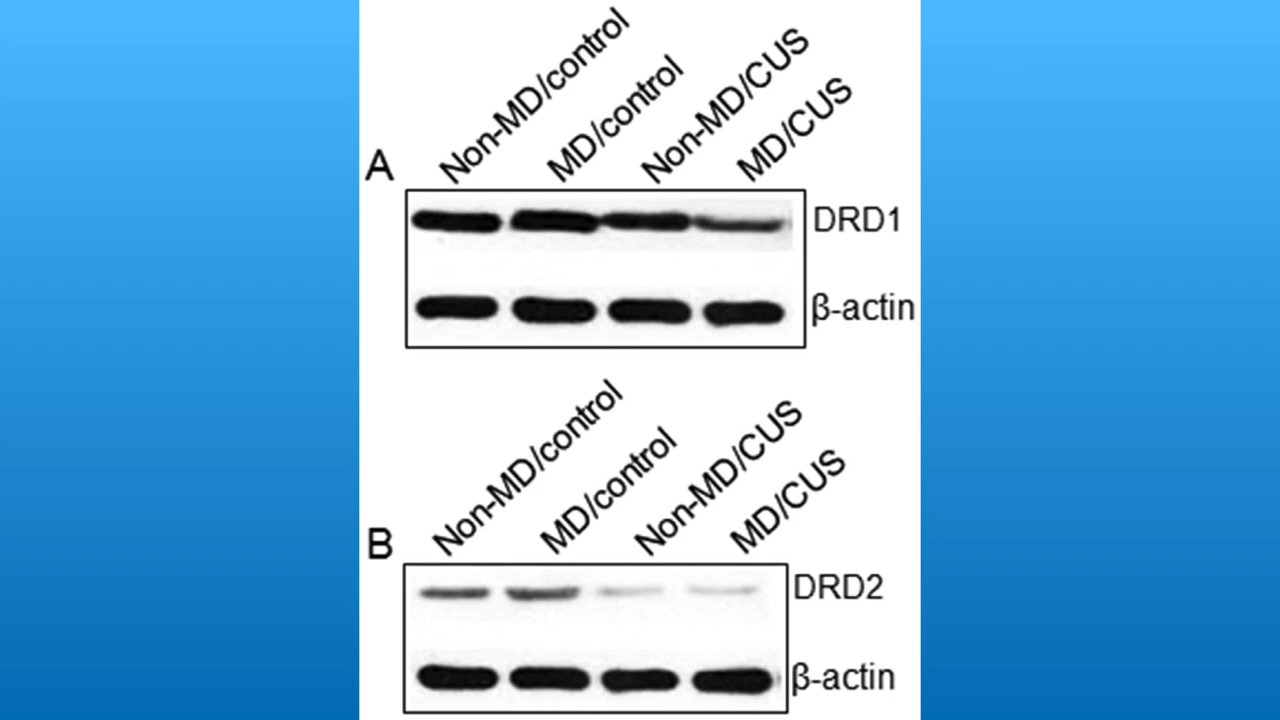 A
Non-MD/control
MD/control
Non-MD/CUS
MD/CUS
DRD1
β-actin
B
Non-MD/control
MD/control
Non-MD/CUS
MD/CUS
DRD2
β-actin